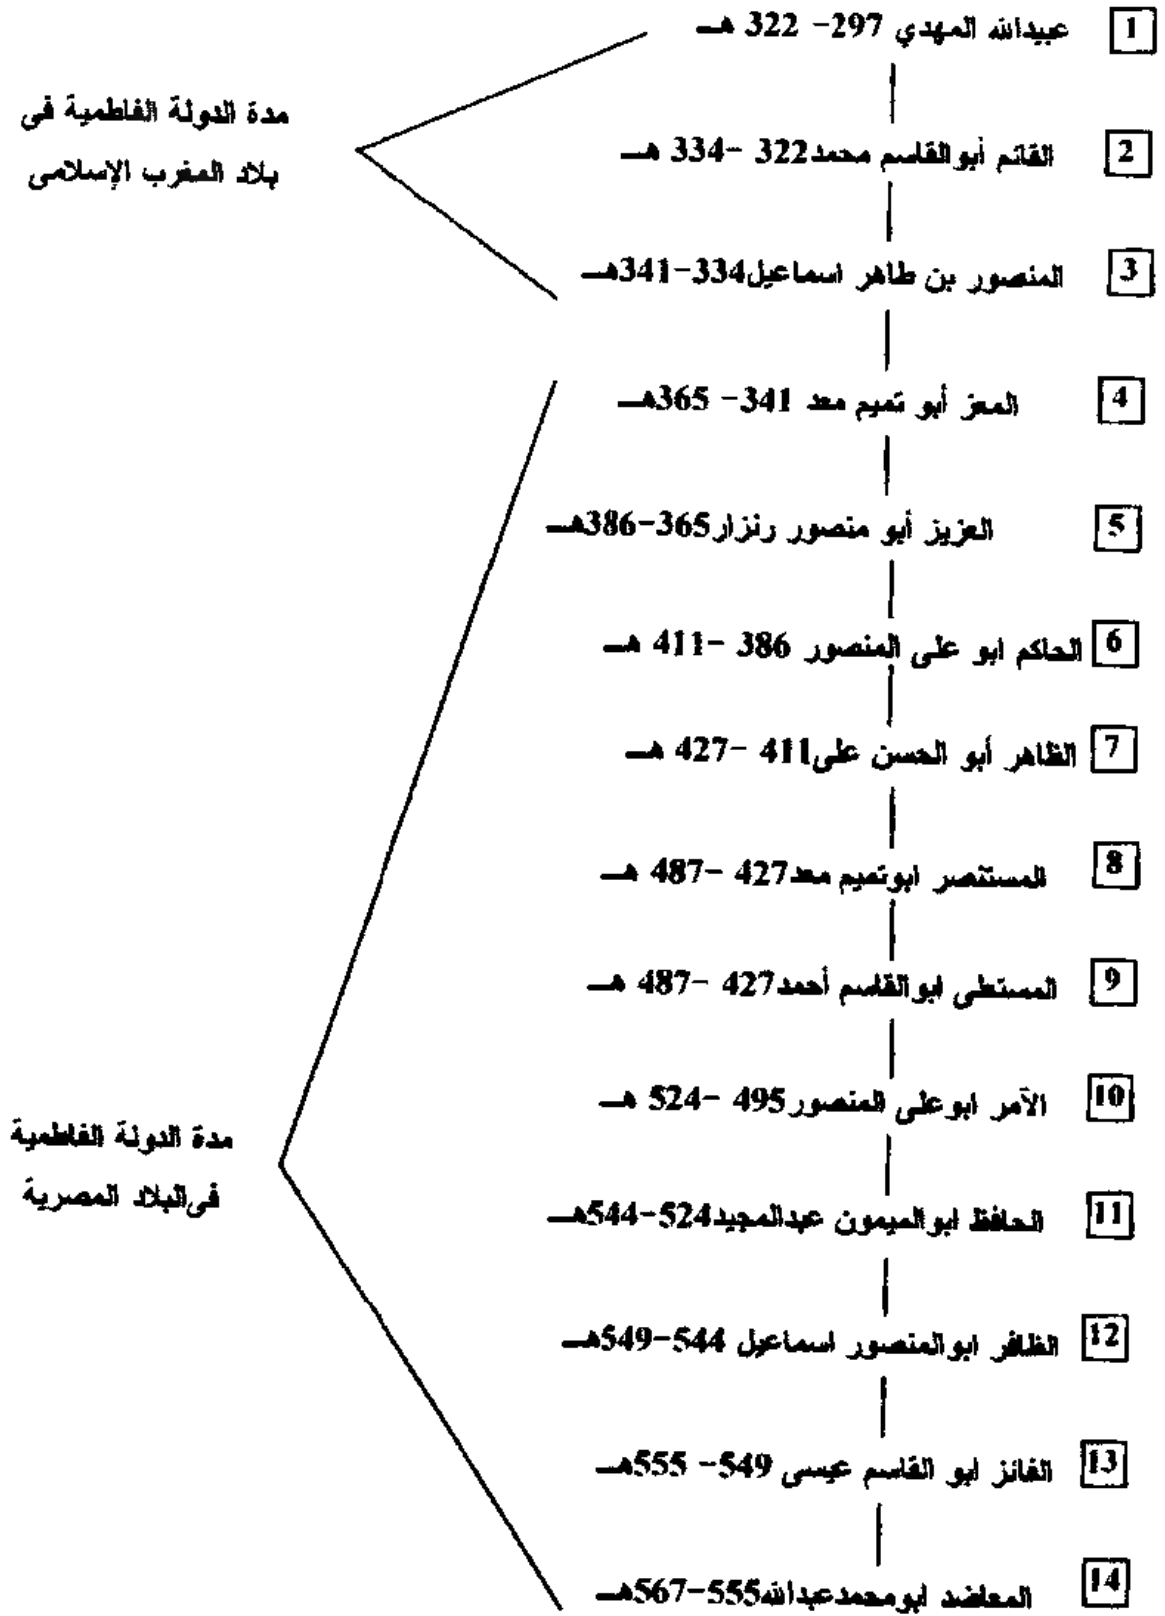 1 عبيدالله المهدي 297- 322 هـ
2 القائم أبوالقاسم محمد322 -334 هـ
3 المنصور بن طاهر اسماعيل334-341هـ
4 المعز أبو تميم معد 341- 365هـ
5 العزيز أبو منصور رنزار365-386هـ
6 الحاكم ابو على المنصور 386 -411 هـ
7 الظاهر أبو الحسن على411 -427 هـ
8 المستنصر ابوتميم معد427 -487 هـ
9 المستطى ابوالقاسم أحمد427 -487 هـ
10 الآمر ابوعلى المنصور495 -524 هـ
11 الحافظ ابوالميمون عبدالمجيد524-544هـ
12 الظافر ابوالمنصور اسماعيل 544-549هـ
13 الفائز ابو القاسم عيسى 549- 555هـ
14 المعاضد ابومحمدعبدالله555-567هـ
مدة الدولة الفاطمية فى
بلاد المغرب الإسلامى
مدة الدولة الفاطمية
فى البلاد المصرية